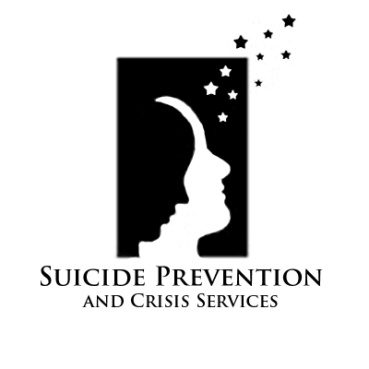 Suicide Prevention
and Crisis Services